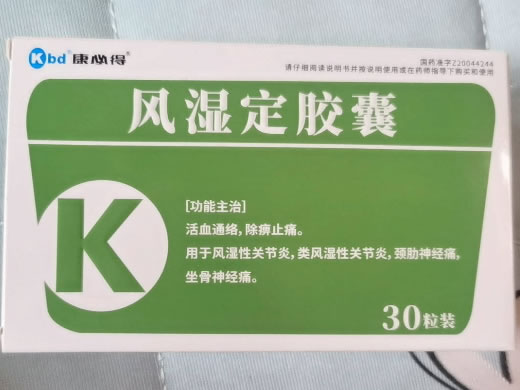 Kbd® 康必得®
国药准字Z20044244
请仔细阅读说明书并按说明使用或在药师指导下购买和使用
风湿定胶囊
K
[功能主治]
活血通络,除痹止痛。
用于风湿性关节炎,类风湿性关节炎,颈肋神经痛,
坐骨神经痛。
30粒装